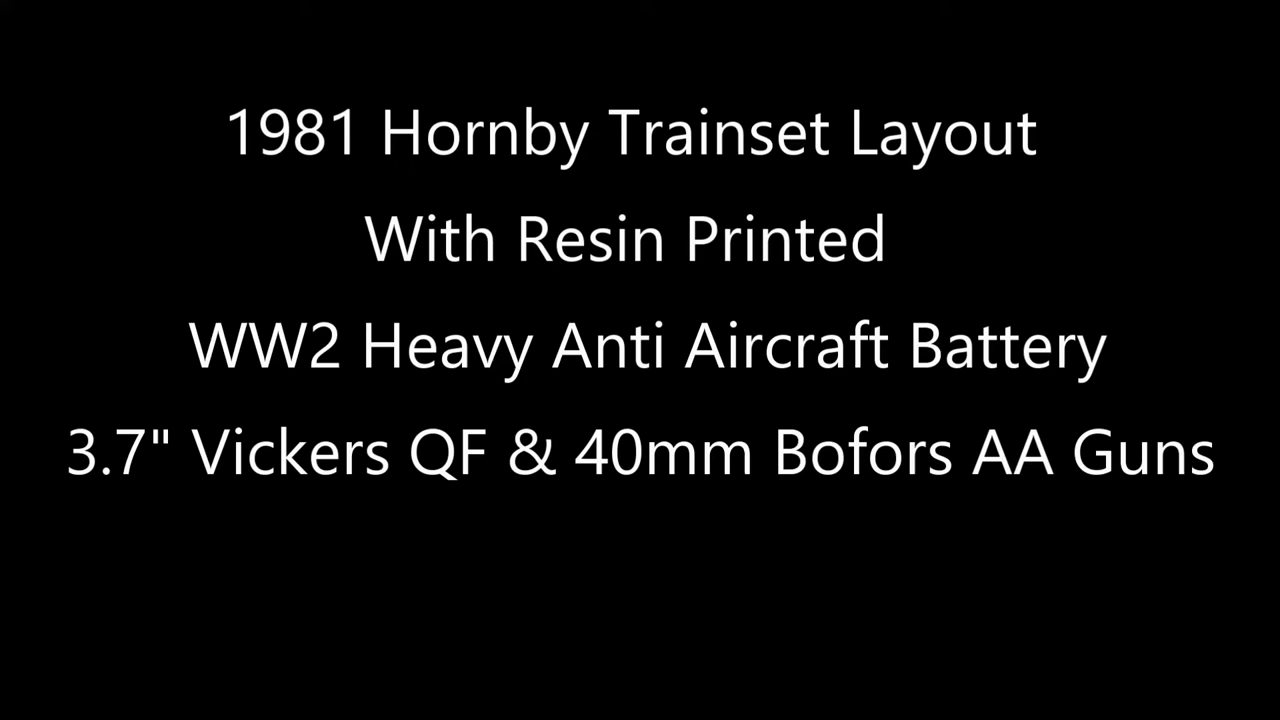 1981 Hornby Trainset Layout
With Resin Printed
WW2 Heavy Anti Aircraft Battery
3.7" Vickers QF & 40mm Bofors AA Guns